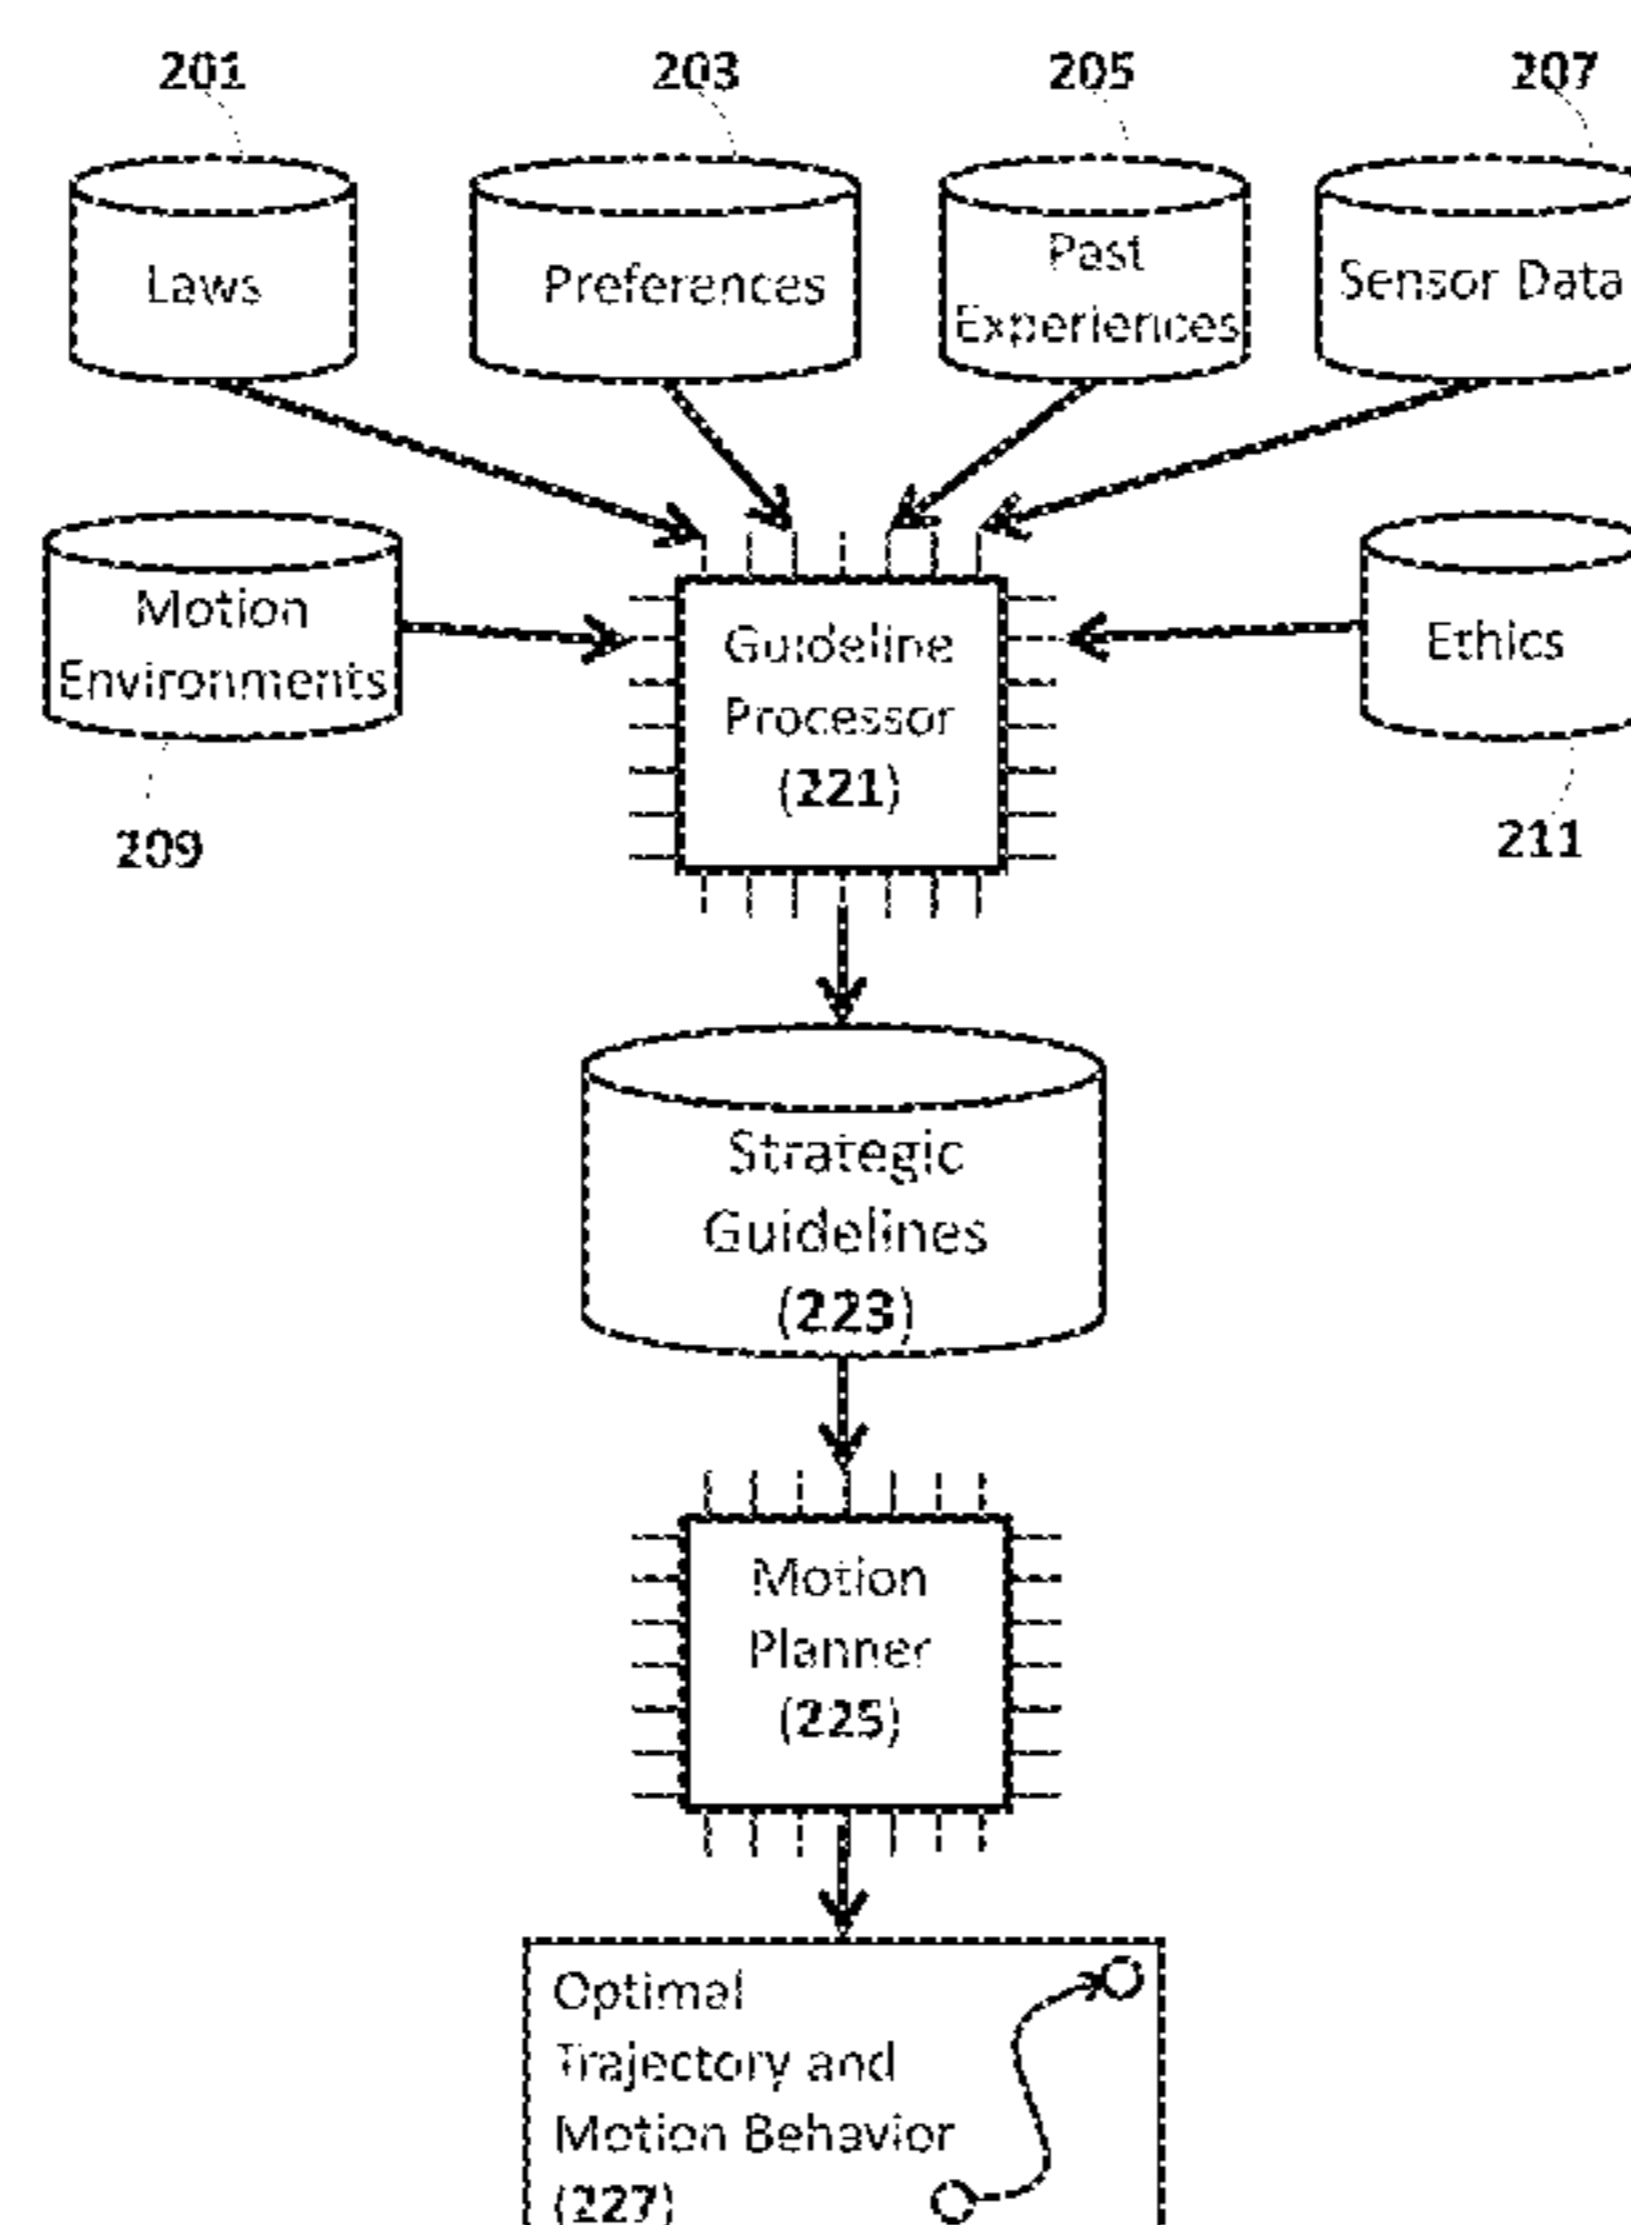 201
203
205
207
Laws
Preferences
Past
Experiences
Sensor Data
Motion
Environments
Guideline
Processor
(221)
Ethics
209
211
Strategic
Guidelines
(223)
Motion
Planner
(225)
Optimal
Trajectory and
Motion Behavior
(227)